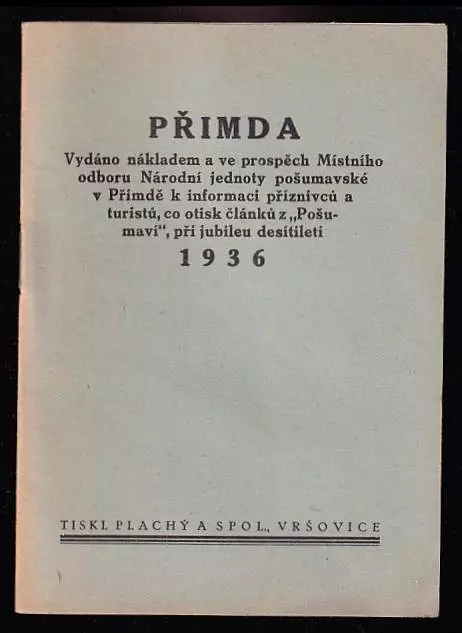 PŘIMDA
Vydáno nákladem a ve prospěch Místního
odboru Národní jednoty pošumavské
v Přimdě k informaci příznivců a
turistů, co otisk článků z „Pošu-
maví“, při jubileu desítiletí
1936
TISKL PLACHÝ A SPOL., VRŠOVICE